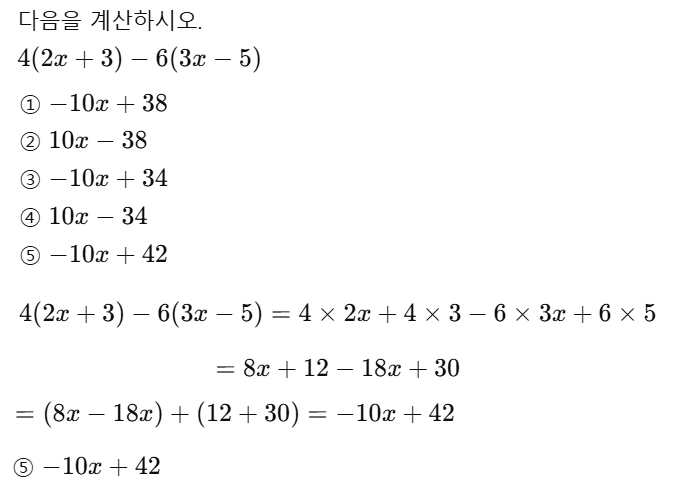 다음을 계산하시오.
4(2x + 3) − 6(3x − 5)
① −10x + 38
② 10x − 38
③ −10x + 34
④ 10x − 34
⑤ −10x + 42
4(2x + 3) − 6(3x − 5) = 4 × 2x + 4 × 3 − 6 × 3x + 6 × 5
= 8x + 12 − 18x + 30
= (8x − 18x) + (12 + 30) = −10x + 42
⑤ −10x + 42